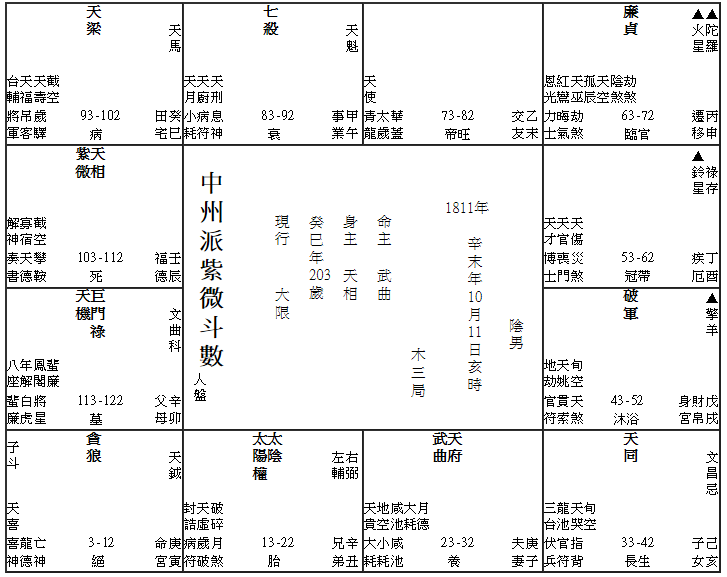 天梁
天馬
台天天截
輔福壽空
將吊歲 93-102 田癸
軍客驛 病 宅巳
七殺
天魁
天天天
月廚刑
小病息 83-92 事甲
耗符神 衰 業午
天
使
青太華 73-82 交乙
龍歲蓋 帝旺 友未
廉貞
▲▲
火陀
星羅
恩紅天孤天陰劫
光鸞巫辰空煞煞
力晦劫 63-72 遷丙
士氣煞 臨官 移申
紫天
微相
解寡截
神宿空
奏天攀 103-112 福壬
書德鞍 死 德辰
▲
鈴祿
星存
天天天
才官傷
博喪災 53-62 疾丁
士門煞 冠帶 厄酉
天巨
機門
祿
文曲科
八年鳳蜚
座解閣廉
蜚白將 113-122 父辛
廉虎星 墓 母卯
破軍
▲
擎羊
地天旬
劫姚空
官貫天 43-52 身財戊
符索煞 沐浴 宮帛戌
子斗
貪狼
天鉞
天
喜
喜龍亡 3-12 命庚
神德神 絕 宮寅
太太
陽陰
權
左右
輔弼
封天破
誥虛碎
病歲月 13-22 兄辛
符破煞 胎 弟丑
武天
曲府
天地咸大月
貴空池耗德
大小咸 23-32 夫庚
耗耗池 養 妻子
天同
文昌忌
三龍天旬
台池哭空
伏官指 33-42 子己
兵符背 長生 女亥
中州派紫微斗數
人盤
1811年
辛未年10月11日亥時
陰男
木三局
命主 武曲
身主 天相
癸巳年203歲
現行 大限